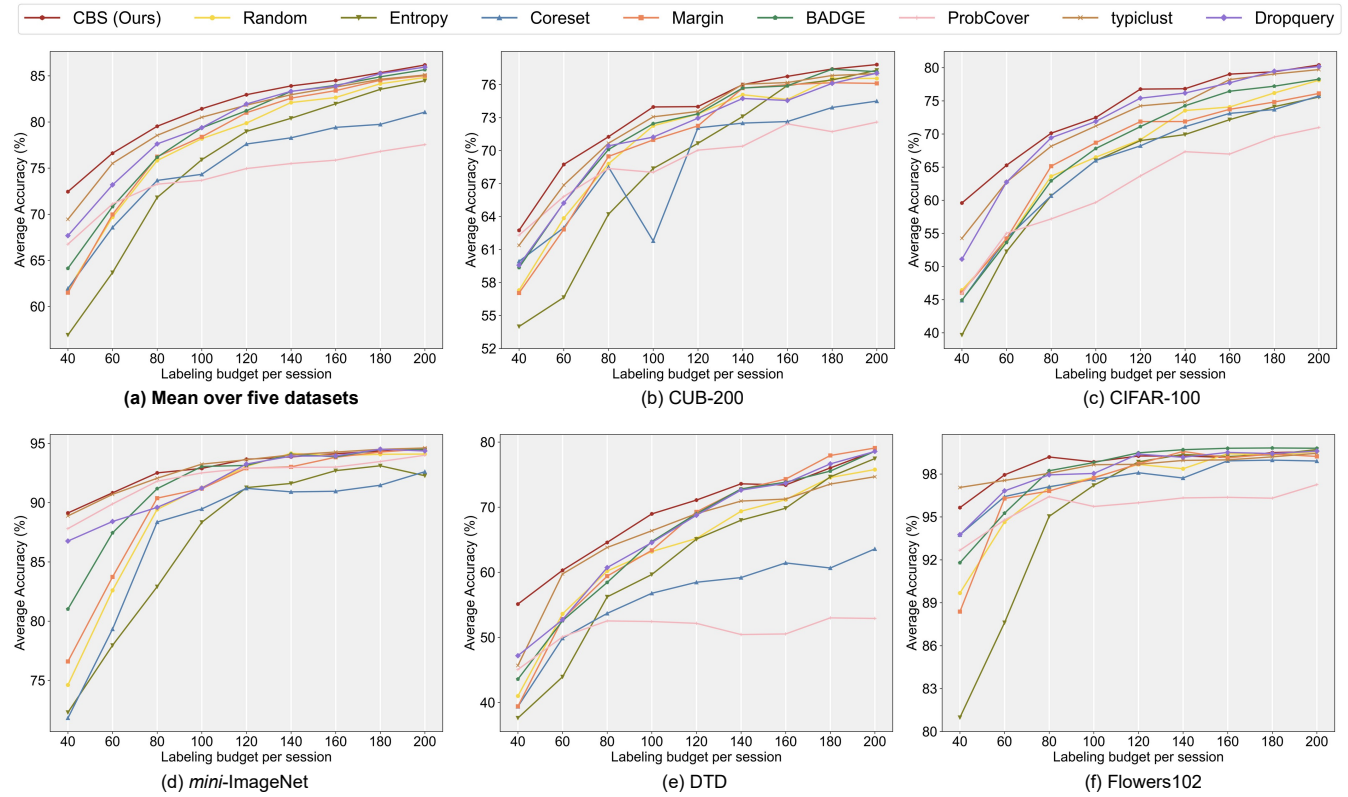 CBS (Ours) Random Entropy Coreset Margin BADGE ProbCover typiclust Dropquery
Average Accuracy (%)
85
80
75
70
65
60
40 60 80 100 120 140 160 180 200
Labeling budget per session
(a) Mean over five datasets
Average Accuracy (%)
76
73
70
67
64
61
58
55
52
40 60 80 100 120 140 160 180 200
Labeling budget per session
(b) CUB-200
Average Accuracy (%)
80
75
70
65
60
55
50
45
40
40 60 80 100 120 140 160 180 200
Labeling budget per session
(c) CIFAR-100
Average Accuracy (%)
95
90
85
80
75
40 60 80 100 120 140 160 180 200
Labeling budget per session
(d) mini-ImageNet
Average Accuracy (%)
80
70
60
50
40
40 60 80 100 120 140 160 180 200
Labeling budget per session
(e) DTD
Average Accuracy (%)
98
95
92
89
86
83
80
40 60 80 100 120 140 160 180 200
Labeling budget per session
(f) Flowers102